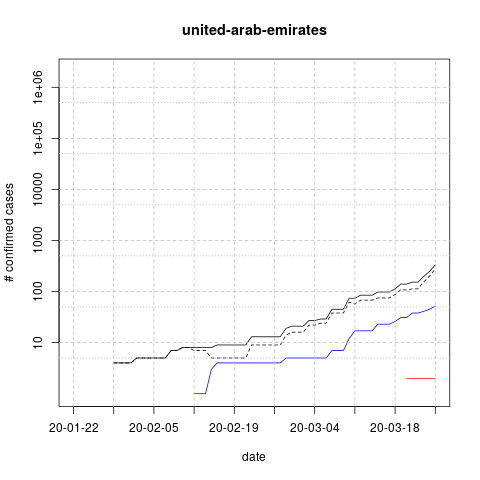 united-arab-emirates
# confirmed cases
1e+06
1e+05
10000
1000
100
10
20-01-22
20-02-05
20-02-19
20-03-04
20-03-18
date